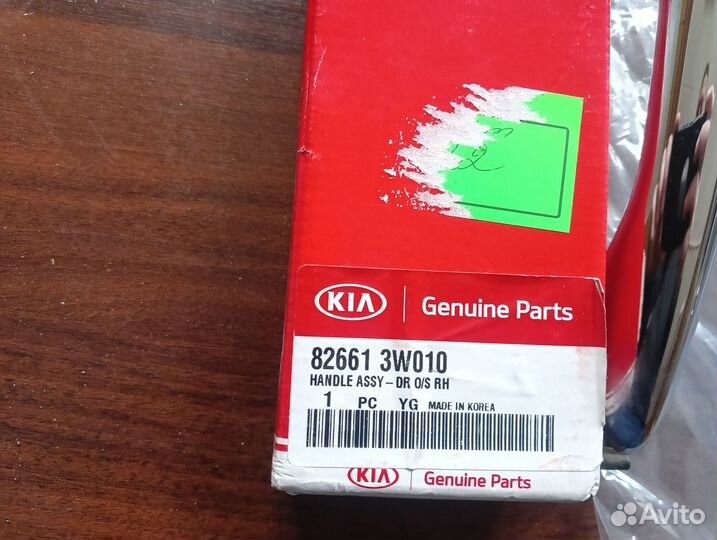 KIA Genuine Parts
82661 3W010
HANDLE ASSY-DR O/S RH
1 PC YG MADE IN KOREA
KIA Genuine Parts
Avito